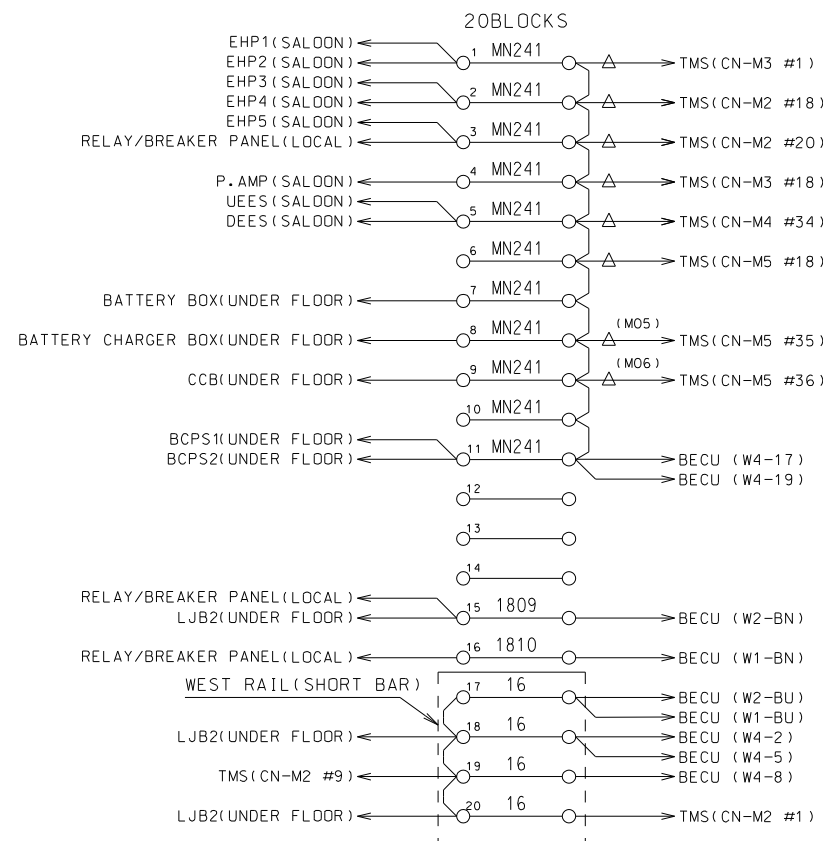 20BLOCKS
EHP1(SALOON)
EHP2(SALOON) 1 MN241 TMS(CN-M3 #1)
EHP3(SALOON)
EHP4(SALOON) 2 MN241 TMS(CN-M2 #18)
EHP5(SALOON)
RELAY/BREAKER PANEL(LOCAL) 3 MN241 TMS(CN-M2 #20)
P.AMP(SALOON) 4 MN241 TMS(CN-M3 #18)
UEES(SALOON)
DEES(SALOON) 5 MN241 TMS(CN-M4 #34)
6 MN241 TMS(CN-M5 #18)
BATTERY BOX(UNDER FLOOR) 7 MN241
(M05)
BATTERY CHARGER BOX(UNDER FLOOR) 8 MN241 TMS(CN-M5 #35)
(M06)
CCB(UNDER FLOOR) 9 MN241 TMS(CN-M5 #36)
10 MN241
BCPS1(UNDER FLOOR)
BCPS2(UNDER FLOOR) 11 MN241 BECU (W4-17)
BECU (W4-19)
12
13
14
RELAY/BREAKER PANEL(LOCAL)
LJB2(UNDER FLOOR) 15 1809 BECU (W2-BN)
RELAY/BREAKER PANEL(LOCAL) 16 1810 BECU (W1-BN)
WEST RAIL(SHORT BAR)
17 16 BECU (W2-BU)
BECU (W1-BU)
LJB2(UNDER FLOOR) 18 16 BECU (W4-2)
BECU (W4-5)
TMS(CN-M2 #9) 19 16 BECU (W4-8)
LJB2(UNDER FLOOR) 20 16 TMS(CN-M2 #1)